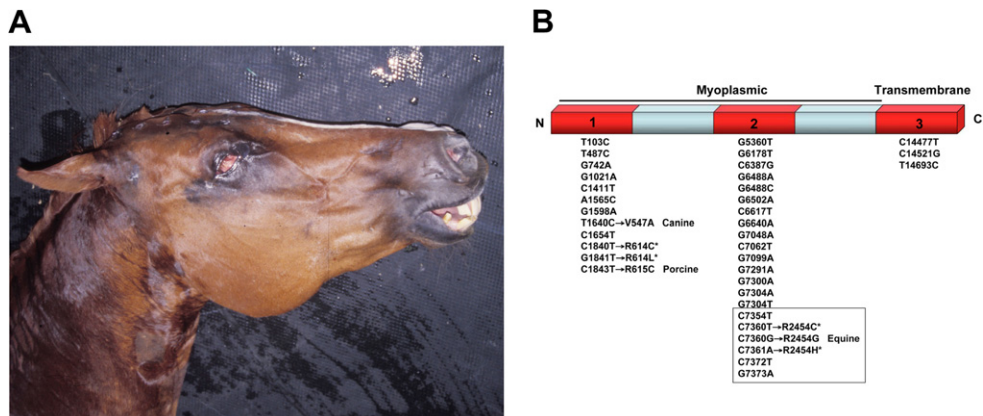 A
B
Myoplasmic
Transmembrane
N
1
2
3
C
T103C
T487C
G742A
G1021A
C1411T
A1565C
G1598A
T1640C→V547A Canine
C1654T
C1840T→R614C*
G1841T→R614L*
C1843T→R615C Porcine
G5360T
G6178T
C6387G
G6488A
G6488C
G6502A
C6617T
G6640A
G7048A
C7062T
G7099A
G7291A
G7300A
G7304A
G7304T
C7354T
C7360T→R2454C*
C7360G→R2454G Equine
C7361A→R2454H*
C7372T
G7373A
C14477T
C14521G
T14693C